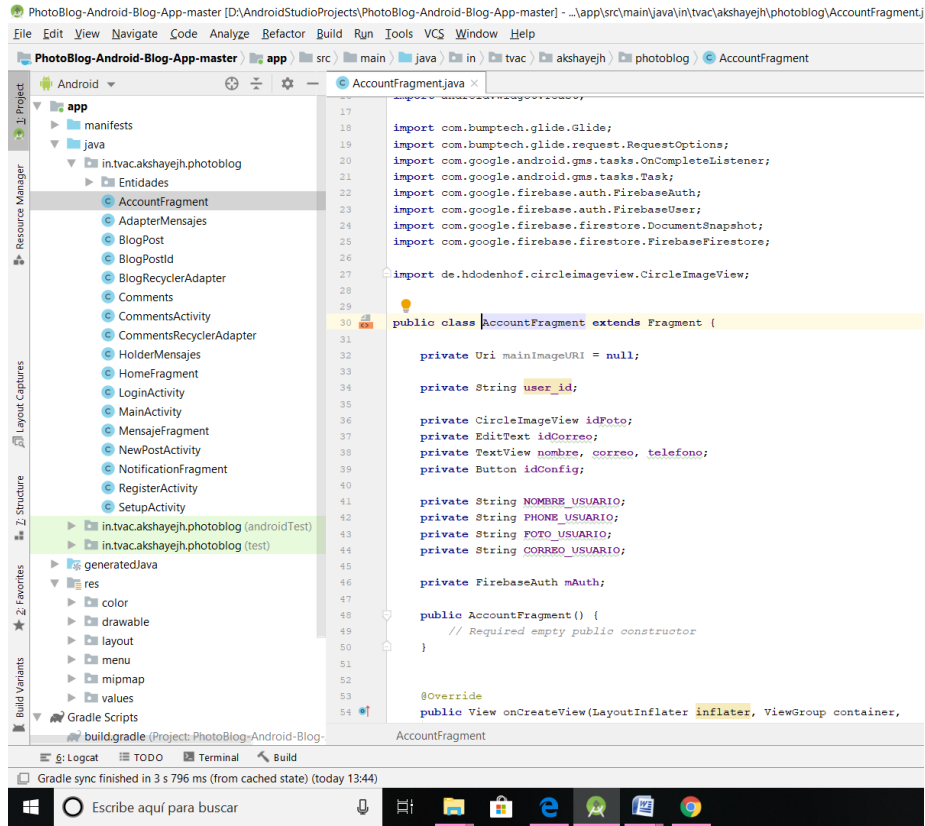 PhotoBlog-Android-Blog-App-master [D:\AndroidStudioProjects\PhotoBlog-Android-Blog-App-master] - ...\app\src\main\java\in\tvac\akshayejh\photoblog\AccountFragment.j
File Edit View Navigate Code Analyze Refactor Build Run Tools VCS Window Help
PhotoBlog-Android-Blog-App-master app src main java in tvac akshayejh photoblog AccountFragment
Android
AccountFragment.java
1: Project
Resource Manager
Layout Captures
Z: Structure
2: Favorites
Build Variants
app
manifests
java
in.tvac.akshayejh.photoblog
Entidades
AccountFragment
AdapterMensajes
BlogPost
BlogPostId
BlogRecyclerAdapter
Comments
CommentsActivity
CommentsRecyclerAdapter
HolderMensajes
HomeFragment
LoginActivity
MainActivity
MensajeFragment
NewPostActivity
NotificationFragment
RegisterActivity
SetupActivity
in.tvac.akshayejh.photoblog (androidTest)
in.tvac.akshayejh.photoblog (test)
generatedJava
res
color
drawable
layout
menu
mipmap
values
Gradle Scripts
build.gradle (Project: PhotoBlog-Android-Blog-
16 import android.widget.Toast;
17
18 import com.bumptech.glide.Glide;
19 import com.bumptech.glide.request.RequestOptions;
20 import com.google.android.gms.tasks.OnCompleteListener;
21 import com.google.android.gms.tasks.Task;
22 import com.google.firebase.auth.FirebaseAuth;
23 import com.google.firebase.auth.FirebaseUser;
24 import com.google.firebase.firestore.DocumentSnapshot;
25 import com.google.firebase.firestore.FirebaseFirestore;
26
27 import de.hdodenhof.circleimageview.CircleImageView;
28
29
30 public class AccountFragment extends Fragment {
31
32 private Uri mainImageURI = null;
33
34 private String user_id;
35
36 private CircleImageView idFoto;
37 private EditText idCorreo;
38 private TextView nombre, correo, telefono;
39 private Button idConfig;
40
41 private String NOMBRE_USUARIO;
42 private String PHONE_USUARIO;
43 private String FOTO_USUARIO;
44 private String CORREO_USUARIO;
45
46 private FirebaseAuth mAuth;
47
48 public AccountFragment() {
49 // Required empty public constructor
50 }
51
52
53 @Override
54 public View onCreateView(LayoutInflater inflater, ViewGroup container,
AccountFragment
6: Logcat TODO Terminal Build
Gradle sync finished in 3 s 796 ms (from cached state) (today 13:44)
Escribe aquí para buscar